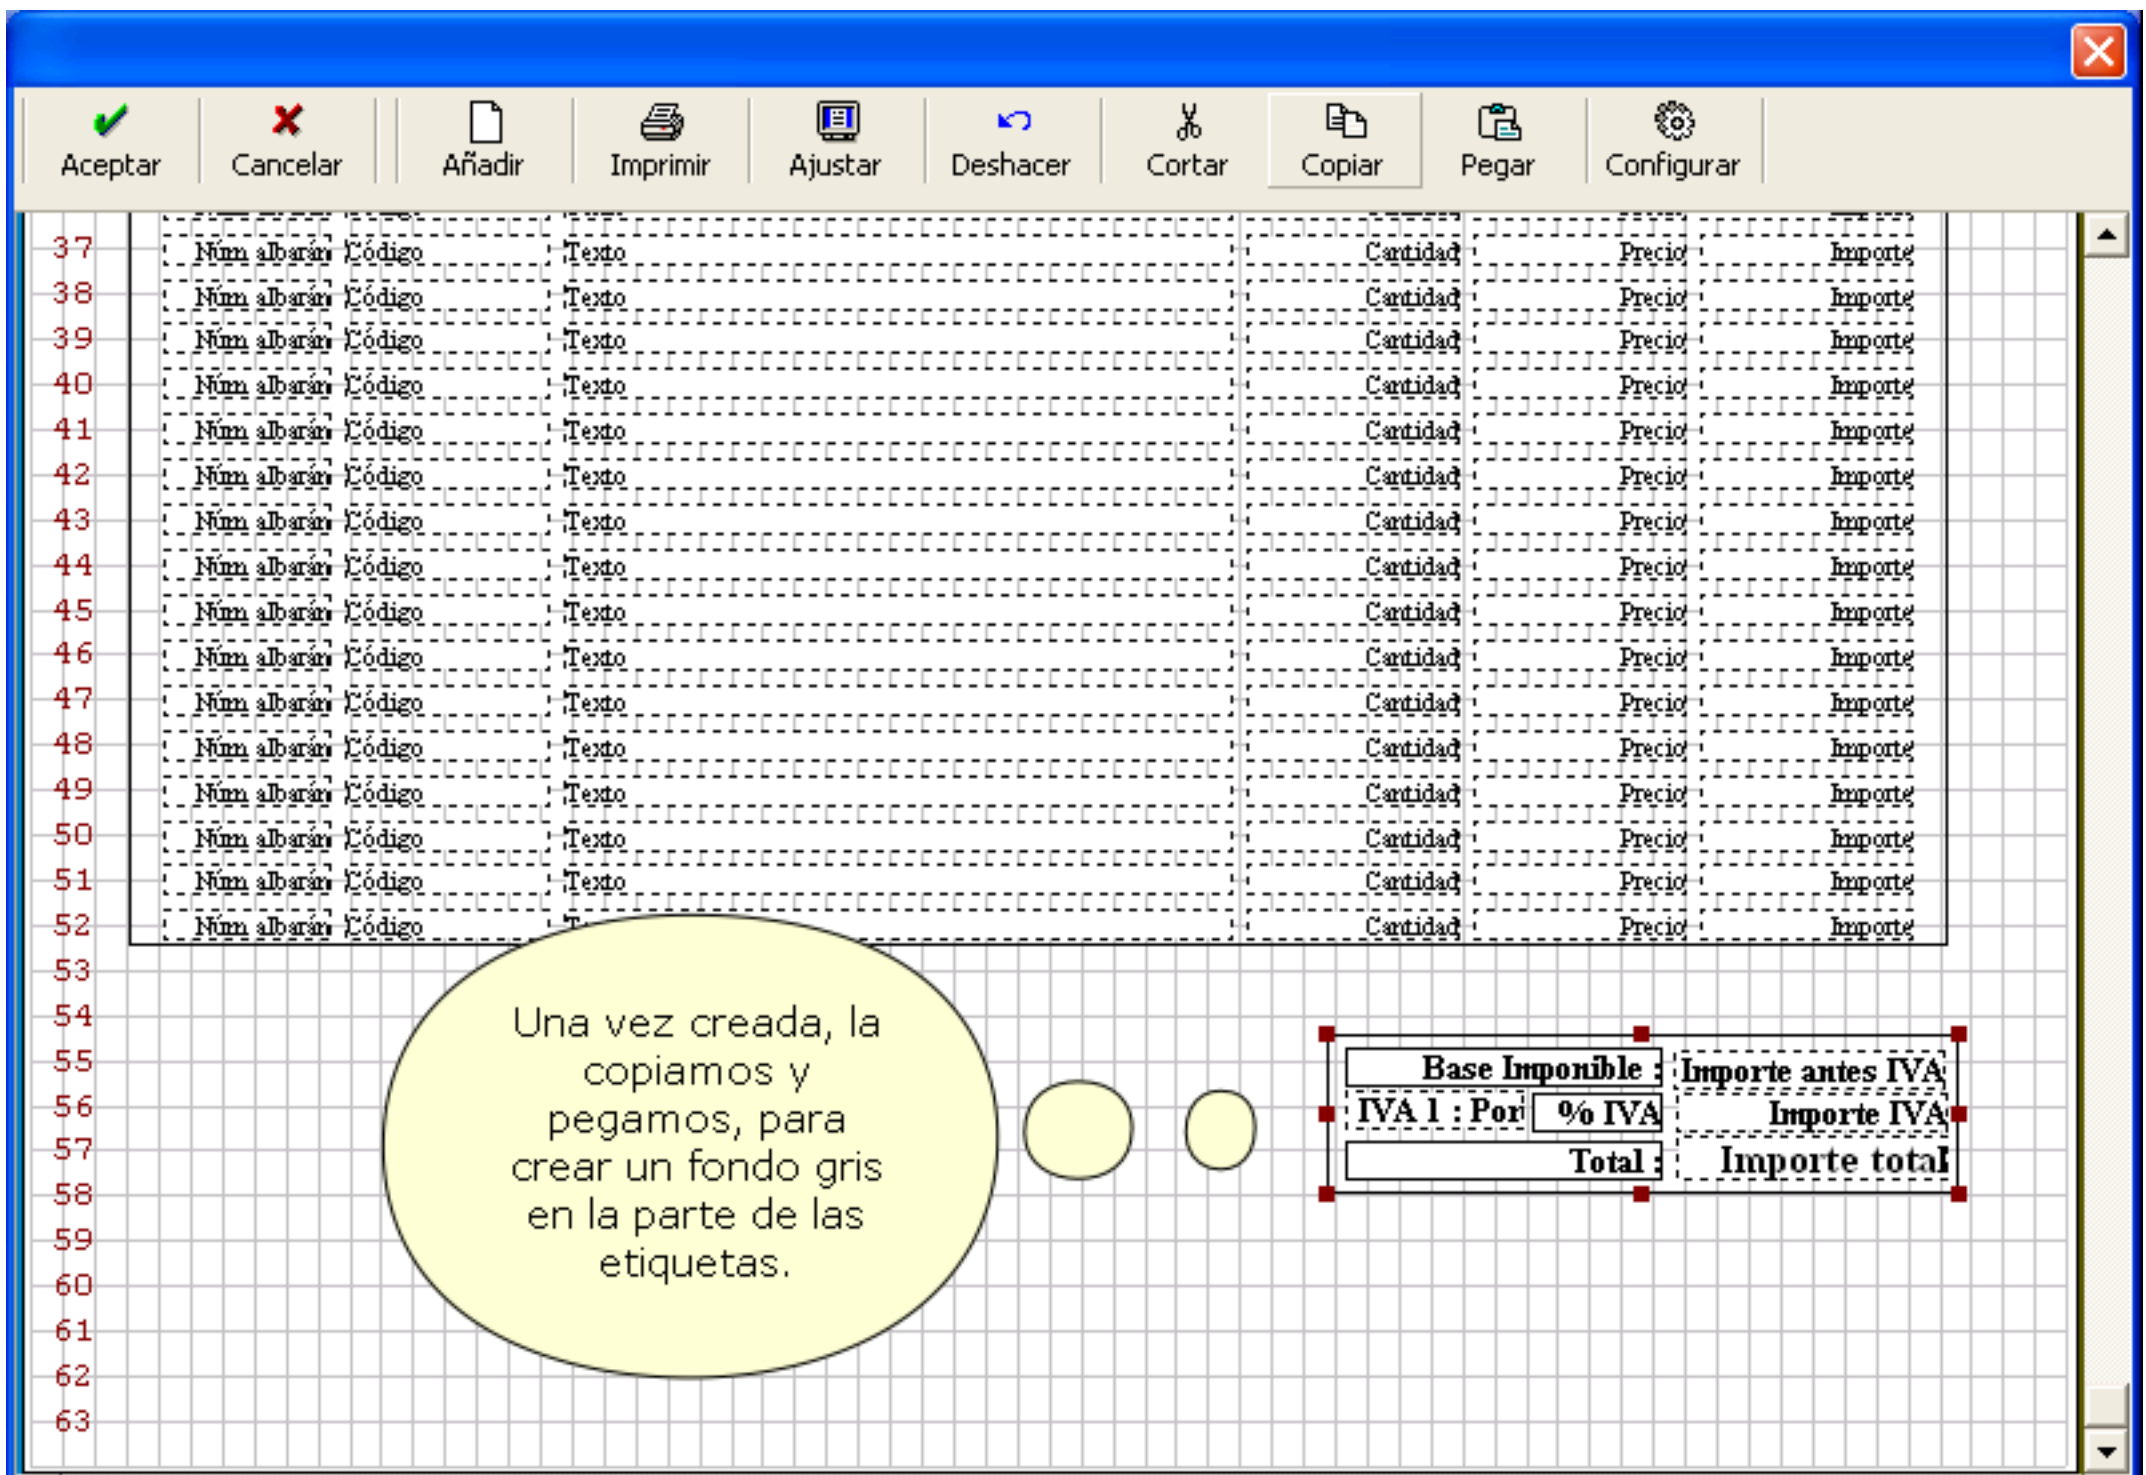 Aceptar Cancelar Añadir Imprimir Ajustar Deshacer Cortar Copiar Pegar Configurar
37 Núm albarán Código Texto Cantidad Precio Importe
38 Núm albarán Código Texto Cantidad Precio Importe
39 Núm albarán Código Texto Cantidad Precio Importe
40 Núm albarán Código Texto Cantidad Precio Importe
41 Núm albarán Código Texto Cantidad Precio Importe
42 Núm albarán Código Texto Cantidad Precio Importe
43 Núm albarán Código Texto Cantidad Precio Importe
44 Núm albarán Código Texto Cantidad Precio Importe
45 Núm albarán Código Texto Cantidad Precio Importe
46 Núm albarán Código Texto Cantidad Precio Importe
47 Núm albarán Código Texto Cantidad Precio Importe
48 Núm albarán Código Texto Cantidad Precio Importe
49 Núm albarán Código Texto Cantidad Precio Importe
50 Núm albarán Código Texto Cantidad Precio Importe
51 Núm albarán Código Texto Cantidad Precio Importe
52 Núm albarán Código Cantidad Precio Importe
53
54
55
56
57
58
59
60
61
62
63
Una vez creada, la
copiamos y
pegamos, para
crear un fondo gris
en la parte de las
etiquetas.
Base Imponible : Importe antes IVA
IVA 1 : Por % IVA Importe IVA
Total : Importe total